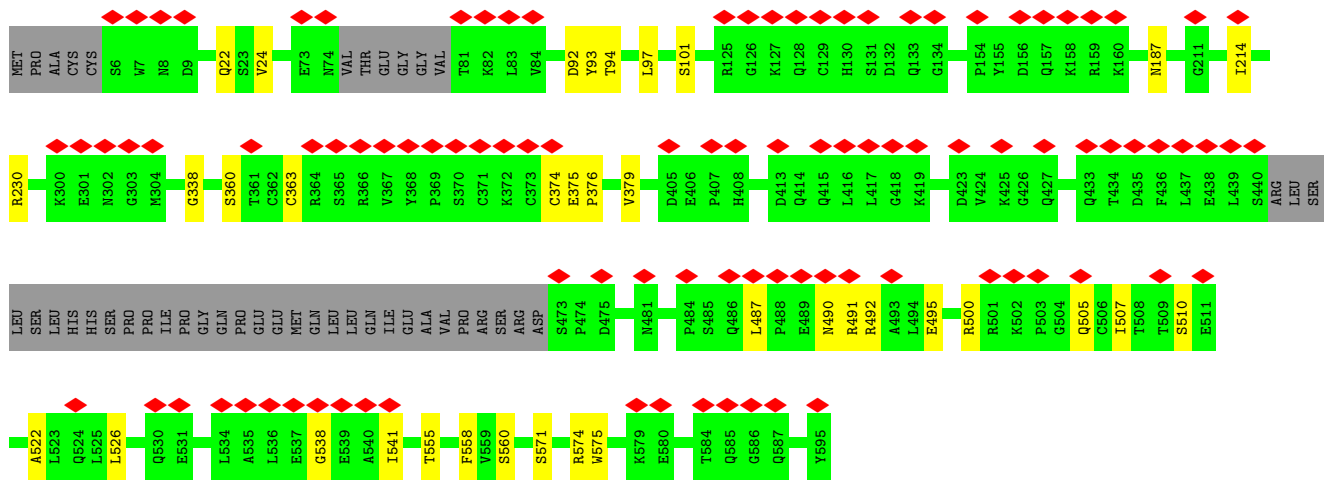 MET PRO ALA CYS CYS S6 W7 N8 D9 Q22 S23 V24 E73 N74 VAL THR GLU GLY GLY VAL T81 K82 L83 V84 D92 Y93 T94 L97 S101 R125 G126 K127 Q128 C129 H130 S131 D132 Q133 G134 P154 Y155 D156 Q157 K158 R159 K160 N187 G211 I214
R230 K300 E301 N302 G303 M304 G338 S360 T361 C362 C363 R364 S365 R366 V367 Y368 P369 S370 C371 K372 C373 C374 E375 P376 V379 D405 E406 P407 H408 D413 Q414 Q415 L416 L417 G418 K419 D423 V424 K425 G426 Q427 Q433 T434 D435 F436 L437 E438 L439 S440 ARG LEU SER
LEU SER LEU HIS HIS SER PRO PRO ILE PRO GLY GLN PRO GLU GLU MET GLN LEU LEU GLN ILE GLU ALA VAL PRO ARG SER ARG ASP S473 P474 D475 N481 P484 S485 Q486 L487 P488 E489 N490 R491 R492 A493 L494 E495 R500 R501 K502 P503 G504 Q505 C506 I507 T508 T509 S510 E511
A522 L523 Q524 L525 L526 Q530 E531 L534 A535 L536 E537 G538 E539 A540 I541 T555 F558 V559 S560 S571 R574 W575 K579 E580 T584 Q585 G586 Q587 Y595